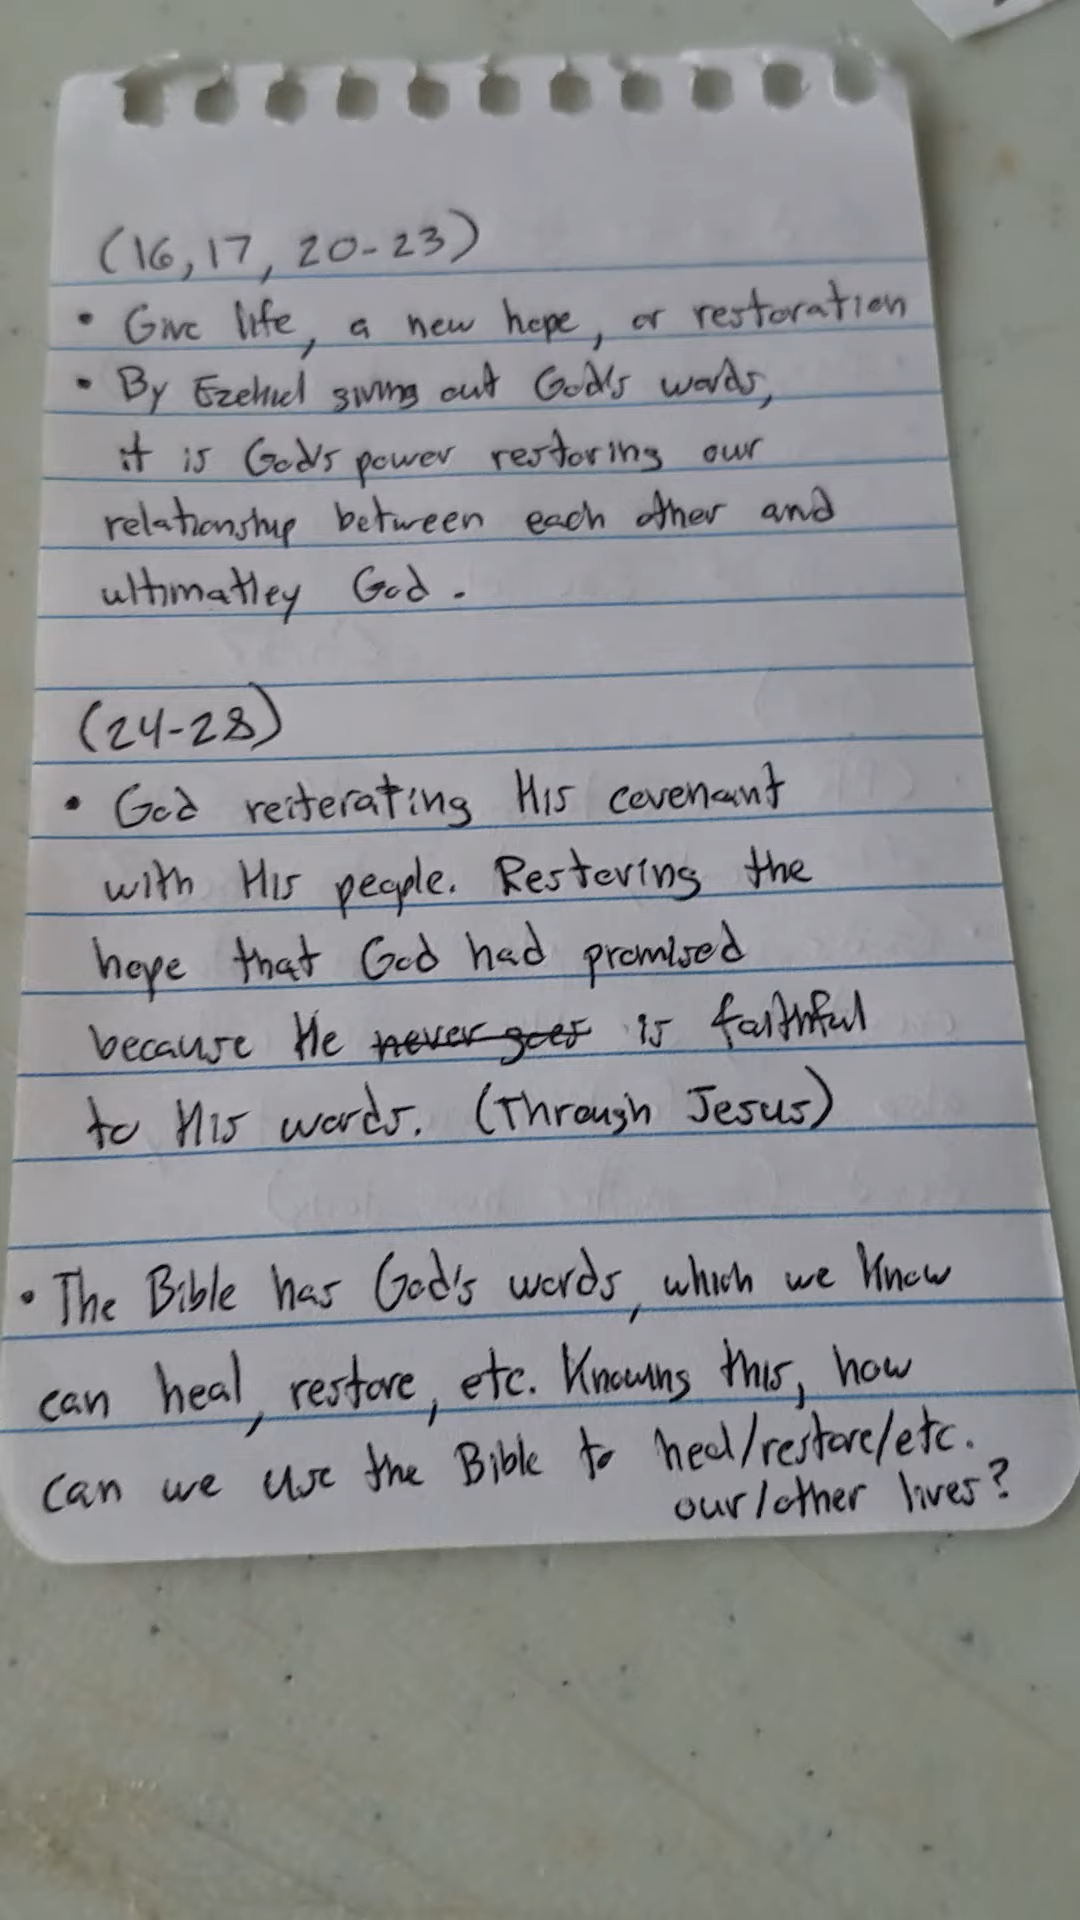 (16, 17, 20-23)
• Give life, a new hope, or restoration
• By Ezekiel giving out God's words,
it is God's power restoring our
relationship between each other and
ultimatley God.
(24-28)
• God reiterating His covenant
with His people. Restoring the
hope that God had promised
because He never goes is faithful
to His words. (Through Jesus)
• The Bible has God's words, which we know
can heal, restore, etc. Knowing this, how
can we use the Bible to heal/restore/etc.
our/other lives?